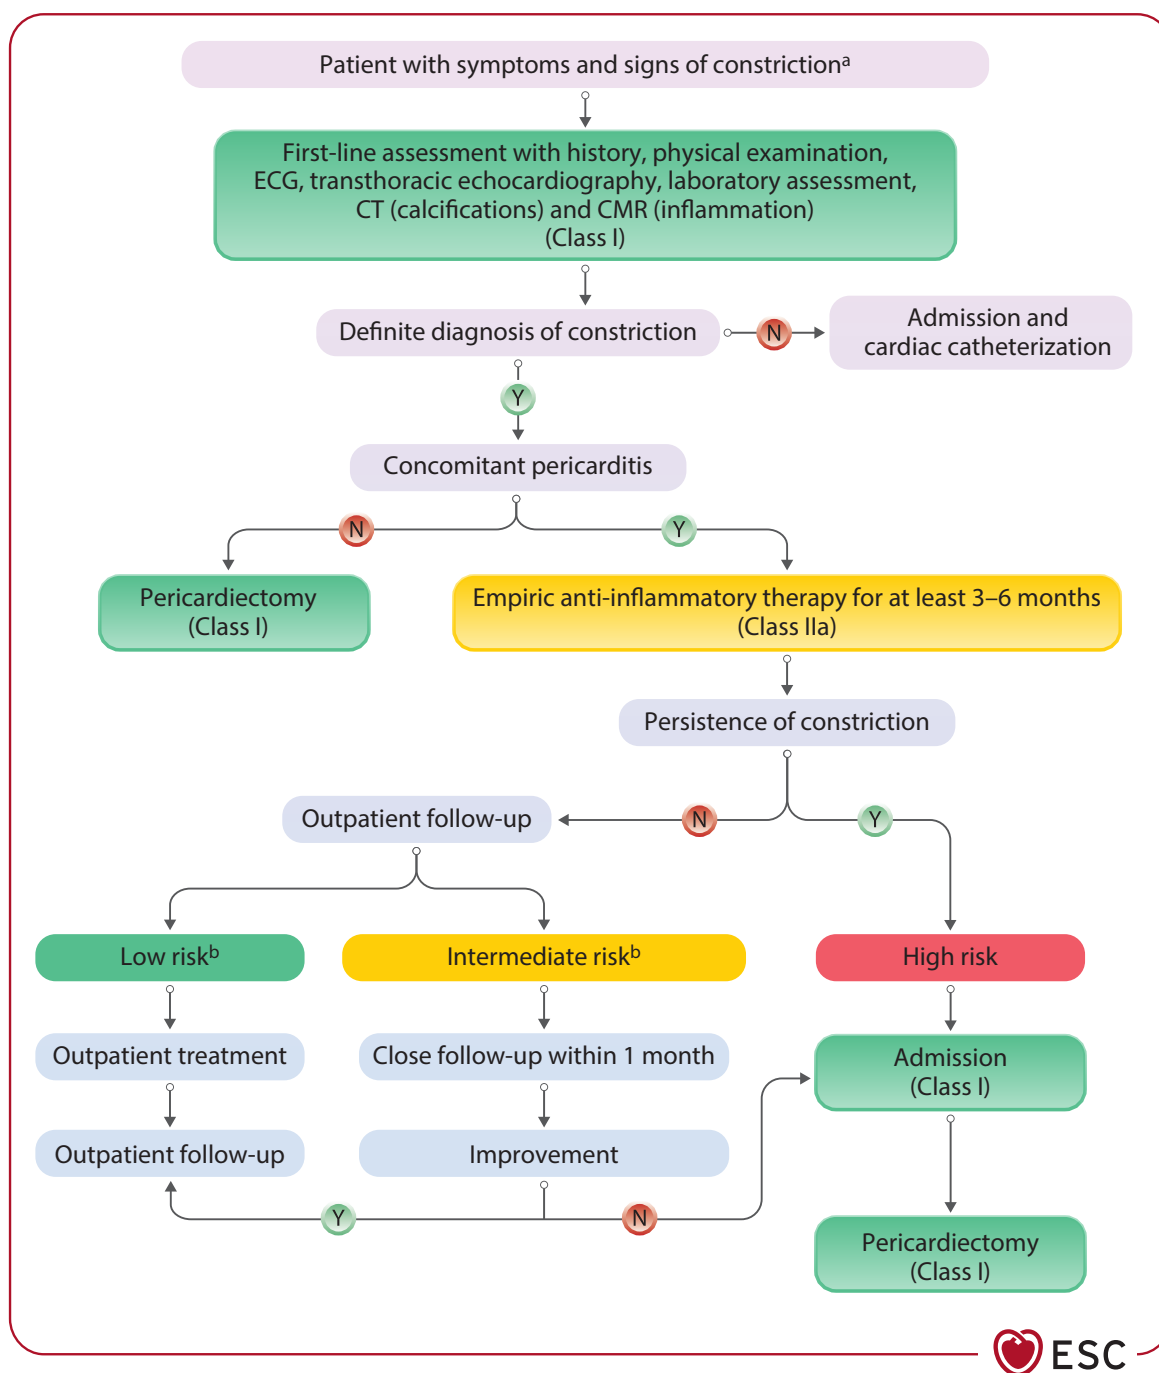 Patient with symptoms and signs of constrictionᵃ
First-line assessment with history, physical examination,
ECG, transthoracic echocardiography, laboratory assessment,
CT (calcifications) and CMR (inflammation)
(Class I)
Definite diagnosis of constriction
N
Admission and
cardiac catheterization
Y
Concomitant pericarditis
N
Y
Pericardiectomy
(Class I)
Empiric anti-inflammatory therapy for at least 3–6 months
(Class IIa)
Persistence of constriction
Outpatient follow-up
N
Y
Low riskᵇ
Intermediate riskᵇ
High risk
Outpatient treatment
Close follow-up within 1 month
Admission
(Class I)
Outpatient follow-up
Improvement
Y
N
Pericardiectomy
(Class I)
ESC